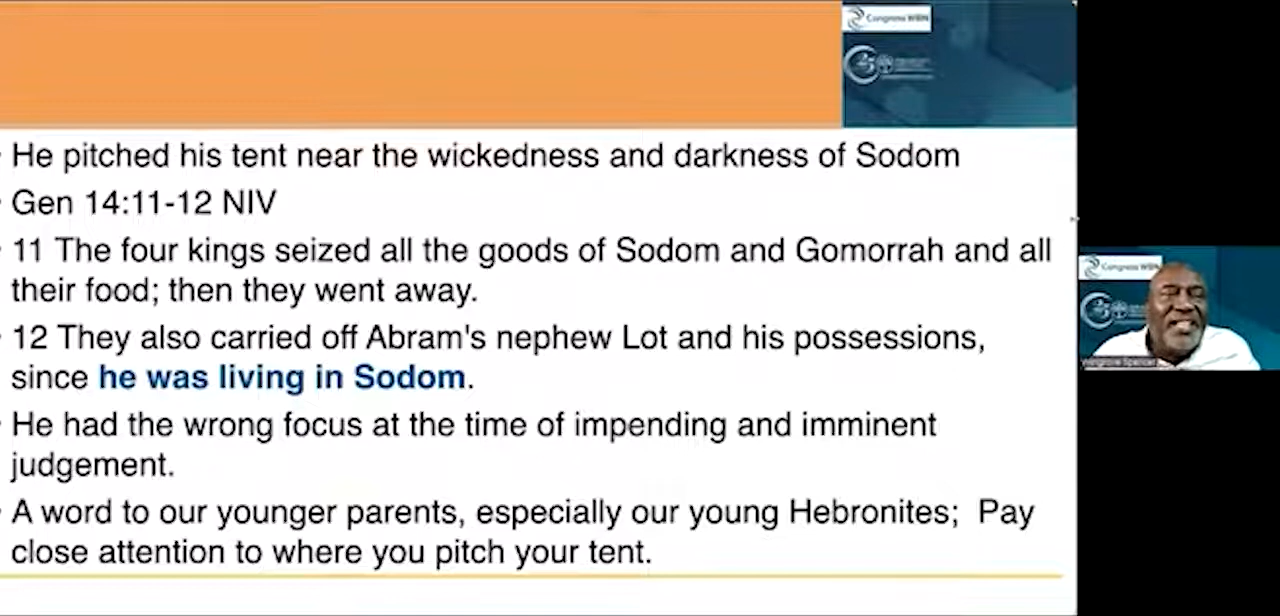 Congress WBN
• He pitched his tent near the wickedness and darkness of Sodom
• Gen 14:11-12 NIV
• 11 The four kings seized all the goods of Sodom and Gomorrah and all
their food; then they went away.
• 12 They also carried off Abram's nephew Lot and his possessions,
since he was living in Sodom.
• He had the wrong focus at the time of impending and imminent
judgement.
• A word to our younger parents, especially our young Hebronites;  Pay
close attention to where you pitch your tent.
Congress WBN
Spencer